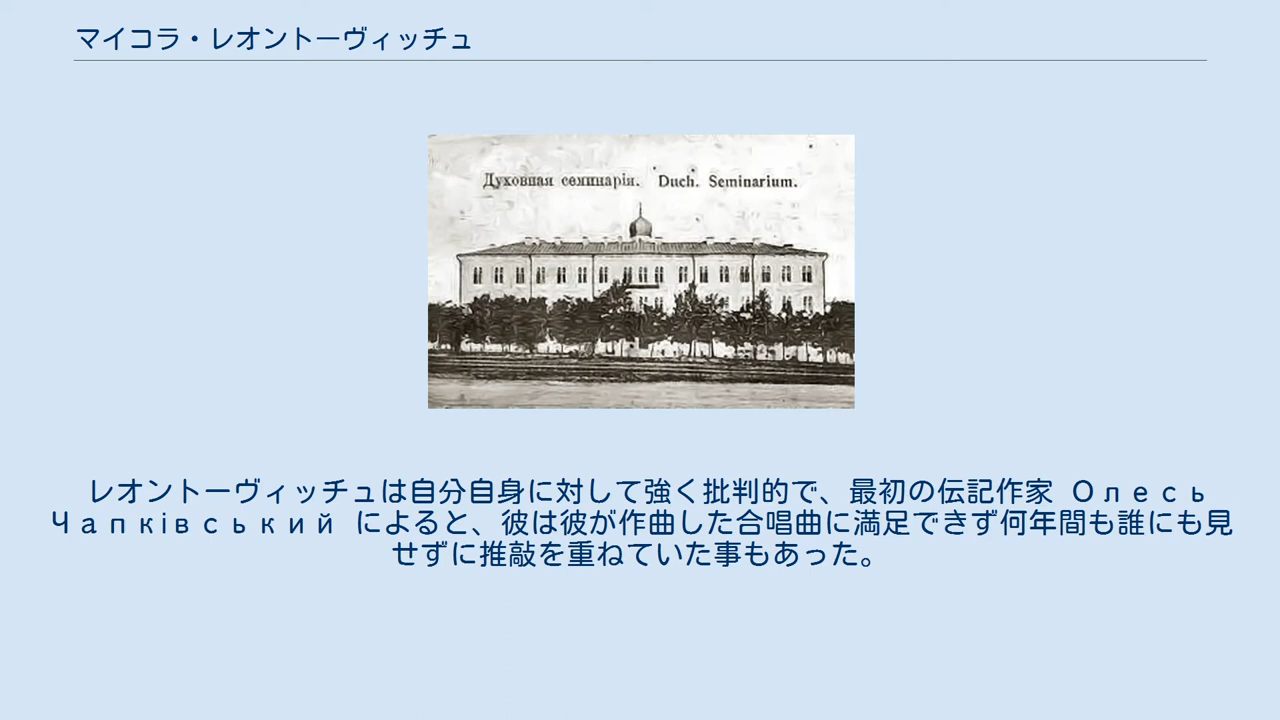 マイコラ・レオントーヴィッチュ
Духовная семинарія. Duch. Seminarium.
レオントーヴィッチュは自分自身に対して強く批判的で、最初の伝記作家 Олесь
Чапківський によると、彼は彼が作曲した合唱曲に満足できず何年間も誰にも見
せずに推敲を重ねていた事もあった。